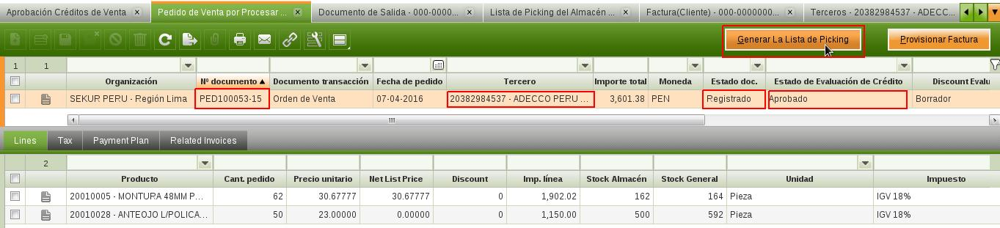 Aprobación Créditos de Venta Pedido de Venta por Procesar ... Documento de Salida - 000-0000... Lista de Picking del Almacén ... Factura(Cliente) - 000-0000000... Terceros - 20382984537 - ADECC...
Generar La Lista de Picking Provisionar Factura
1 1
Organización Nº documento Documento transacción Fecha de pedido Tercero Importe total Moneda Estado doc. Estado de Evaluación de Crédito Discount Evalu
SEKUR PERU - Región Lima PED100053-15 Orden de Venta 07-04-2016 20382984537 - ADECCO PERU ... 3,601.38 PEN Registrado Aprobado Borrador
Lines Tax Payment Plan Related Invoices
2
Producto Cant. pedido Precio unitario Net List Price Discount Imp. línea Stock Almacén Stock General Unidad Impuesto
20010005 - MONTURA 48MM P... 62 30.67777 30.67777 0 1,902.02 162 164 Pieza IGV 18%
20010028 - ANTEOJO L/POLICA... 50 23.00000 0.00000 0 1,150.00 500 592 Pieza IGV 18%